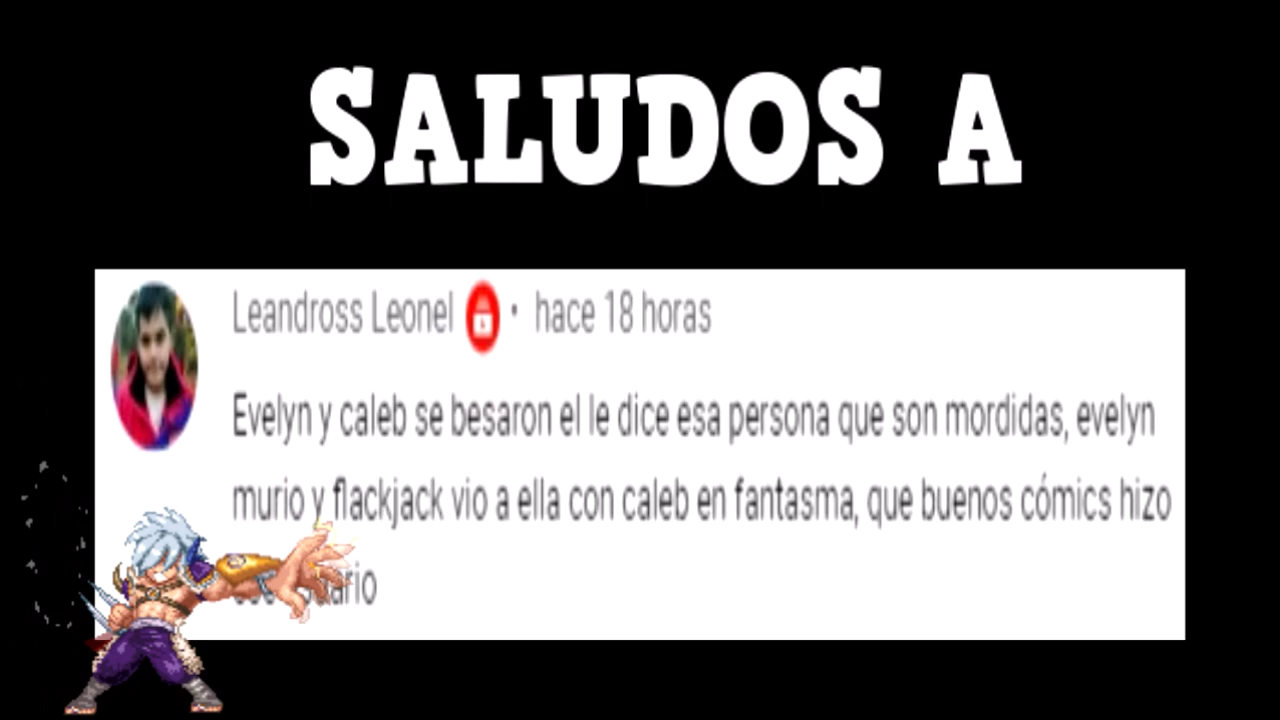 SALUDOS A
Leandross Leonel • hace 18 horas
Evelyn y caleb se besaron el le dice esa persona que son mordidas, evelyn
murio y flackjack vio a ella con caleb en fantasma, que buenos cómics hizo